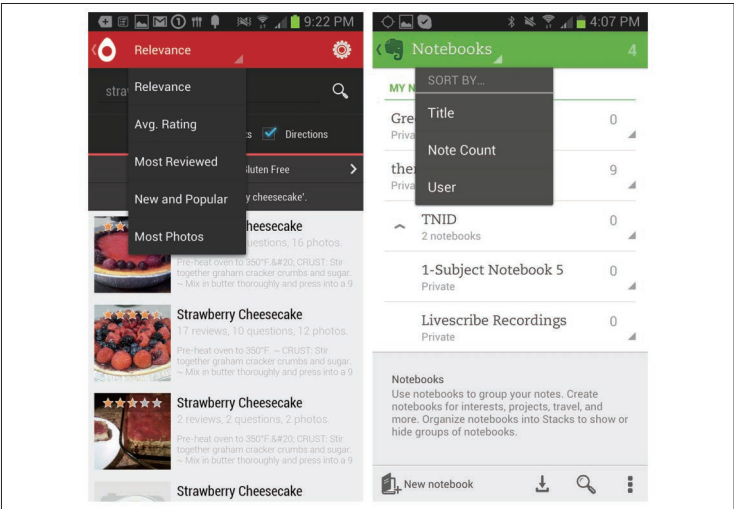 9:22 PM
Relevance
stra
Relevance
Avg. Rating
Most Reviewed
New and Popular
Most Photos
s Directions
Gluten Free
y cheesecake'.
heesecake
uestions, 16 photos.
Pre-heat oven to 350°F.&#20; CRUST: Stir
together graham cracker crumbs and sugar.
~ Mix in butter thoroughly and press into a 9
Strawberry Cheesecake
17 reviews, 10 questions, 12 photos.
Pre-heat oven to 350°F. ~ CRUST: Stir
together graham cracker crumbs and sugar.
~ Mix in butter thoroughly and press into a 9
Strawberry Cheesecake
2 reviews, 2 questions, 2 photos.
Pre-heat oven to 350°F.&#20; CRUST: Stir
together graham cracker crumbs and sugar.
~ Mix in butter thoroughly and press into a 9
Strawberry Cheesecake
4:07 PM
Notebooks 4
SORT BY...
Title
Note Count
User
MY N
Gre 0
Priva
the 9
Priva
TNID 0
2 notebooks
1-Subject Notebook 5 0
Private
Livescribe Recordings 0
Private
Notebooks
Use notebooks to group your notes. Create
notebooks for interests, projects, travel, and
more. Organize notebooks into Stacks to show or
hide groups of notebooks.
New notebook